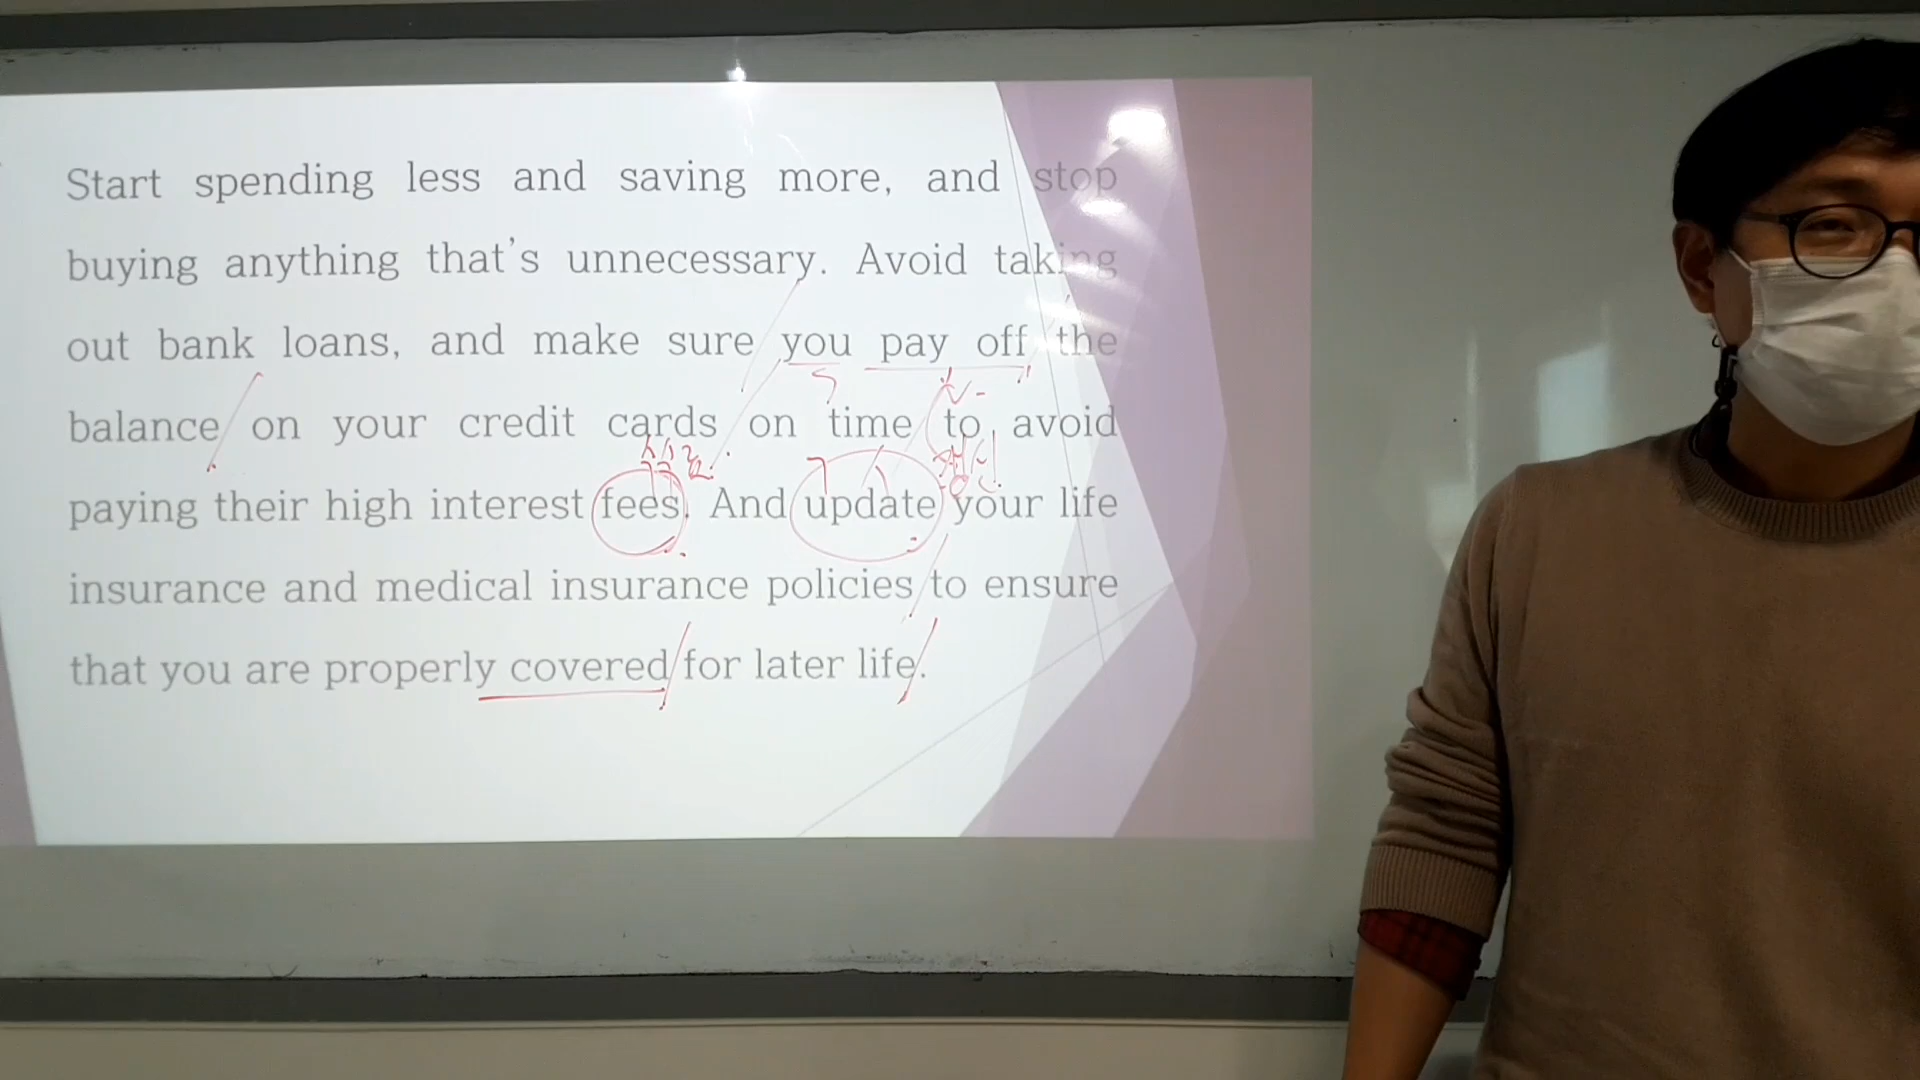 Start spending less and saving more, and stop
buying anything that's unnecessary. Avoid taking
out bank loans, and make sure you pay off the
S V
balance on your credit cards on time to avoid
paying their high interest fees. And update your life
insurance and medical insurance policies to ensure
that you are properly covered for later life.